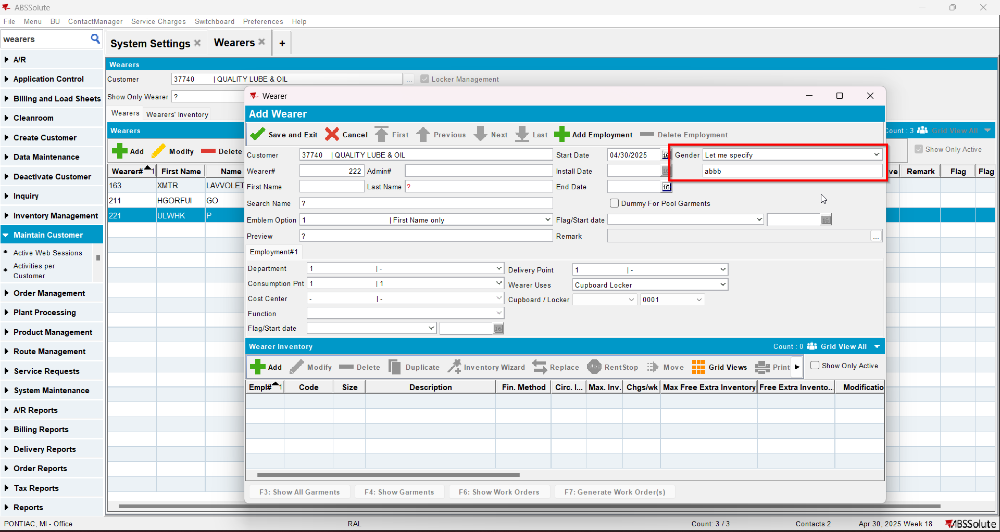 ABSSolute
File Menu BU ContactManager Service Charges Switchboard Preferences Help
wearers
System Settings
Wearers
+
A/R
Application Control
Billing and Load Sheets
Cleanroom
Create Customer
Data Maintenance
Deactivate Customer
Inquiry
Inventory Management
Maintain Customer
Active Web Sessions
Activities per
Customer
Order Management
Plant Processing
Product Management
Route Management
Service Requests
System Maintenance
A/R Reports
Billing Reports
Delivery Reports
Order Reports
Tax Reports
Reports
Wearers
Customer 37740 | QUALITY LUBE & OIL ... Locker Management
Show Only Wearer ?
Wearers Wearers' Inventory
Wearers Count : 3 Grid View All
Add Modify Delete Show Only Active
Wearer# 1 First Name Name ve Remark Flag Flag
163 XMTR LAVVOLET
211 HGORFUI GO
221 ULWHK P
Wearer
Add Wearer
Save and Exit Cancel First Previous Next Last Add Employment Delete Employment
Customer 37740 | QUALITY LUBE & OIL Start Date 04/30/2025 16 Gender Let me specify
Wearer# 222 Admin# Install Date 16 abbb
First Name Last Name ? End Date 16
Search Name ? Dummy For Pool Garments
Emblem Option 1 | First Name only Flag/Start date 16
Preview ? Remark ...
Employment#1
Department 1 | - Delivery Point 1 | -
Consumption Pnt 1 | 1 Wearer Uses Cupboard Locker
Cost Center - | - Cupboard / Locker 0001
Function
Flag/Start date 16
Wearer Inventory Count : 0 Grid View All
Add Modify Delete Duplicate Inventory Wizard Replace RentStop Move Grid Views Print Show Only Active
Empl# 1 Code Size Description Fin. Method Circ. I... Max. Inv. Chgs/wk Max Free Extra Inventory Free Extra Invento... Modificatio
F3: Show All Garments F4: Show Garments F6: Show Work Orders F7: Generate Work Order(s)
PONTIAC, MI - Office RAL Count: 3 / 3 Contacts 2 Apr 30, 2025 Week 18 ABSSolute